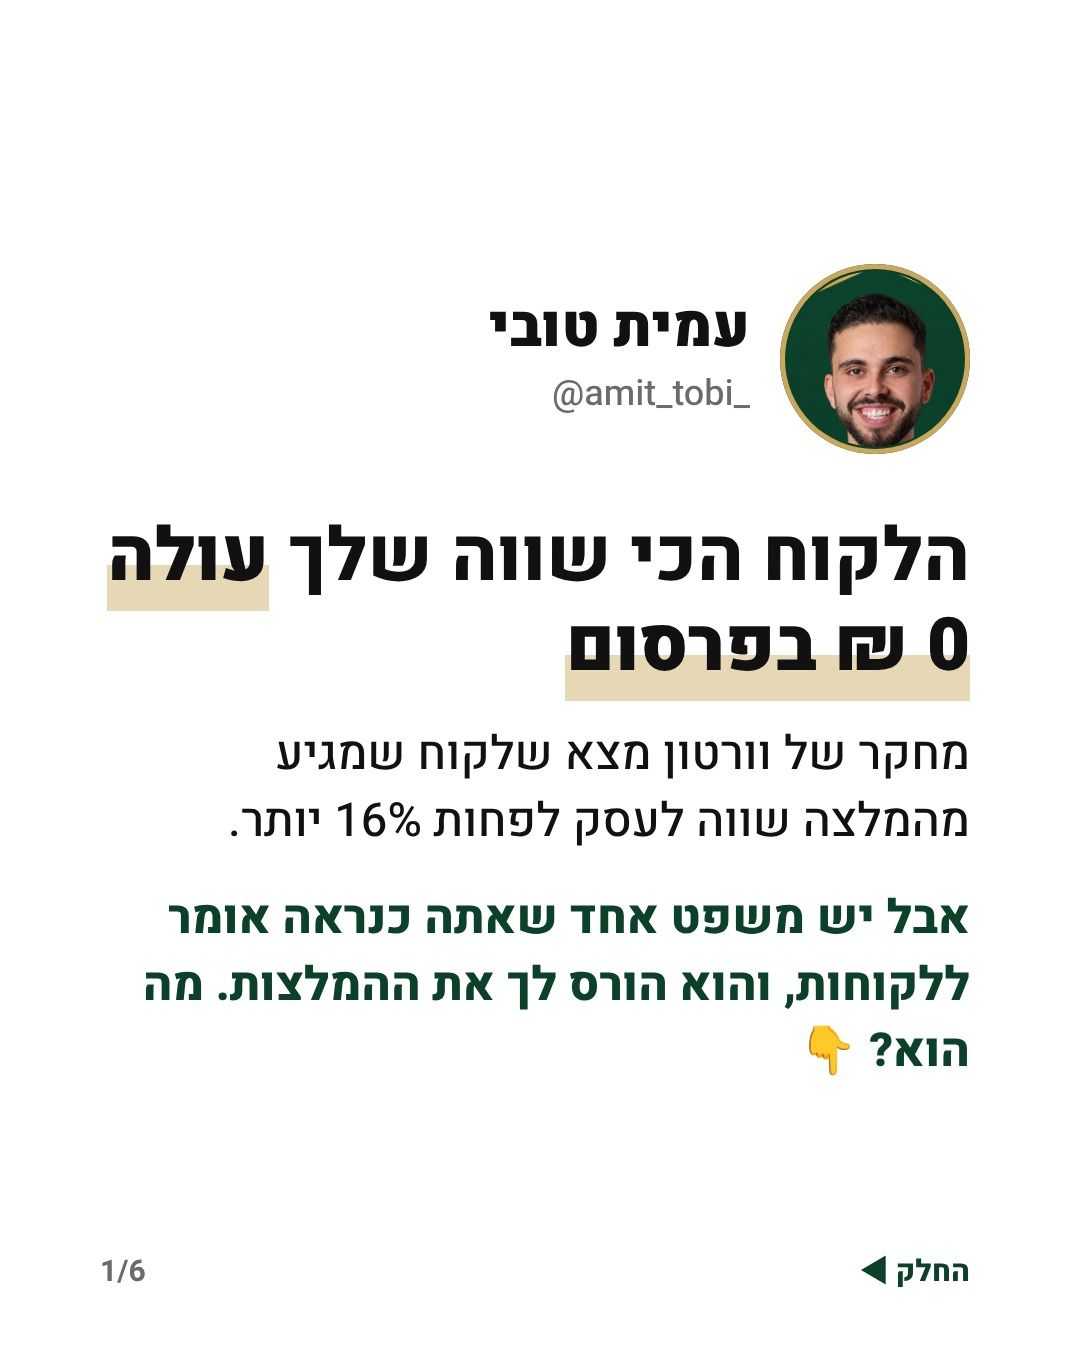 עמית טובי
@amit_tobi_
הלקוח הכי שווה שלך עולה
0 ₪ בפרסום
מחקר של וורטון מצא שלקוח שמגיע
מהמלצה שווה לעסק לפחות 16% יותר.
אבל יש משפט אחד שאתה כנראה אומר
ללקוחות, והוא הורס לך את ההמלצות. מה
הוא? 👇
החלק ◀
1/6